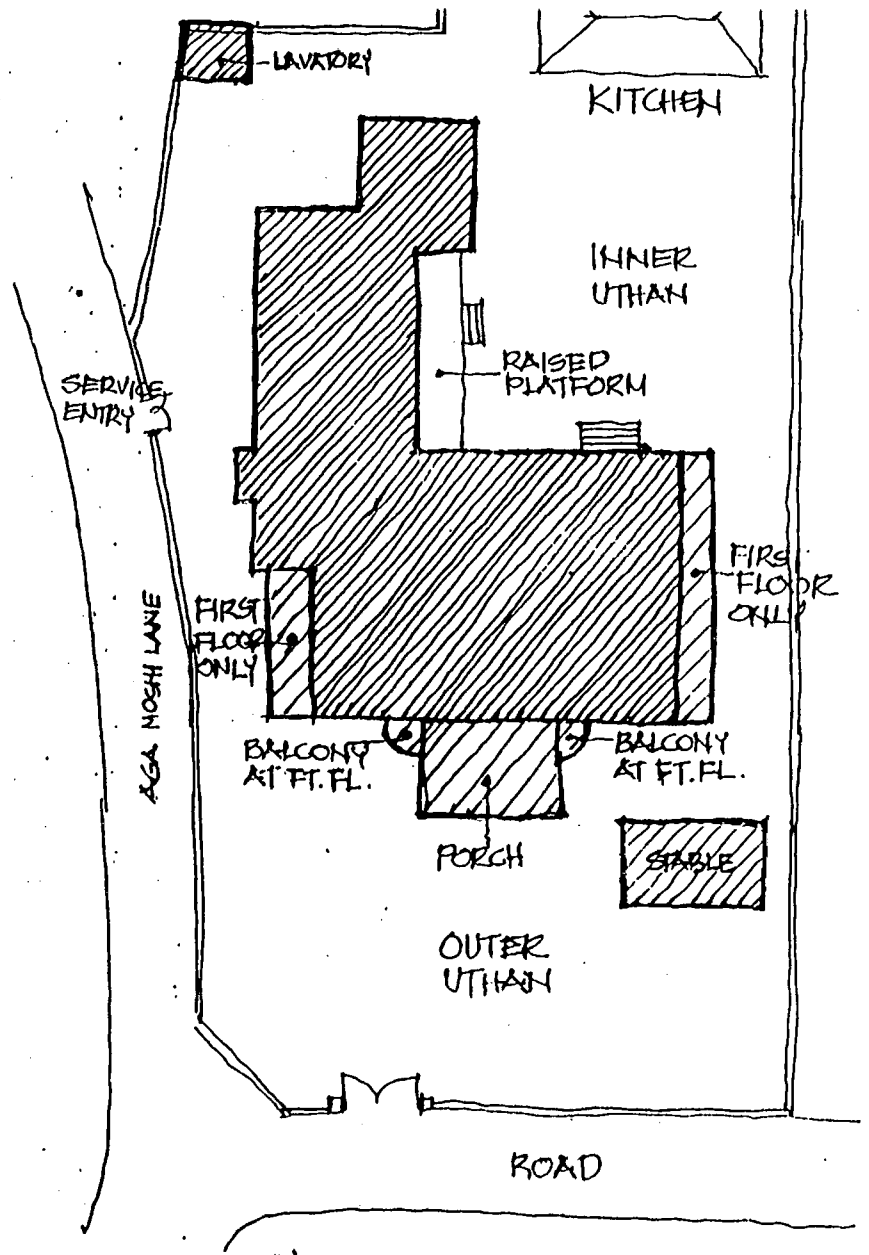 LAVATORY
KITCHEN
INNER
UTHAN
RAISED
PLATFORM
SERVICE
ENTRY
FIRST
FLOOR
ONLY
FIRST
FLOOR
ONLY
AGA MOSHI LANE
BALCONY
AT FT. FL.
BALCONY
AT FT. FL.
PORCH
STABLE
OUTER
UTHAN
ROAD